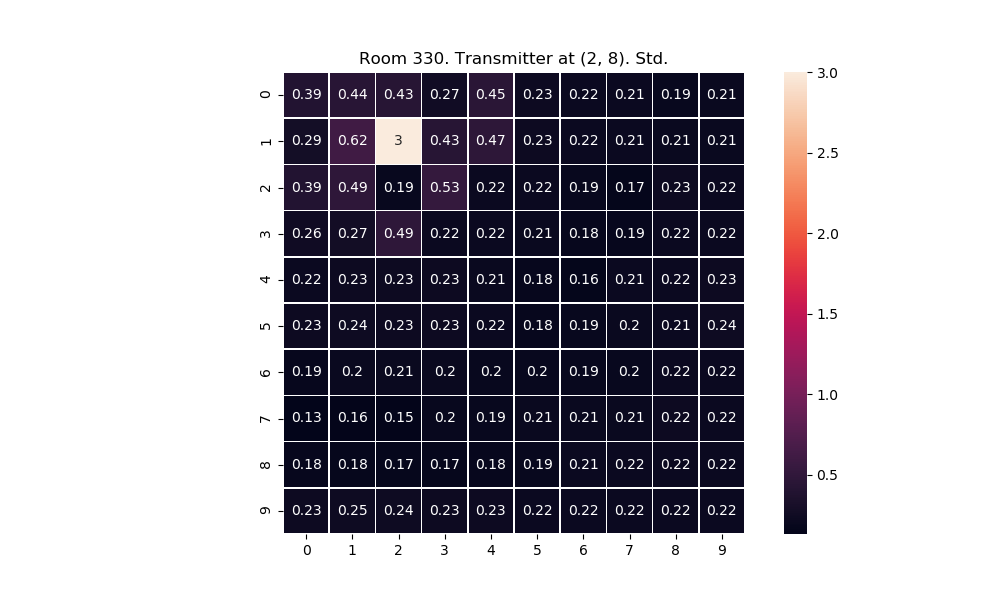 Room 330. Transmitter at (2, 8). Std.
0 0.39 0.44 0.43 0.27 0.45 0.23 0.22 0.21 0.19 0.21
1 0.29 0.62 3 0.43 0.47 0.23 0.22 0.21 0.21 0.21
2 0.39 0.49 0.19 0.53 0.22 0.22 0.19 0.17 0.23 0.22
3 0.26 0.27 0.49 0.22 0.22 0.21 0.18 0.19 0.22 0.22
4 0.22 0.23 0.23 0.23 0.21 0.18 0.16 0.21 0.22 0.23
5 0.23 0.24 0.23 0.23 0.22 0.18 0.19 0.2 0.21 0.24
6 0.19 0.2 0.21 0.2 0.2 0.2 0.19 0.2 0.22 0.22
7 0.13 0.16 0.15 0.2 0.19 0.21 0.21 0.21 0.22 0.22
8 0.18 0.18 0.17 0.17 0.18 0.19 0.21 0.22 0.22 0.22
9 0.23 0.25 0.24 0.23 0.23 0.22 0.22 0.22 0.22 0.22
0 1 2 3 4 5 6 7 8 9
3.0
2.5
2.0
1.5
1.0
0.5